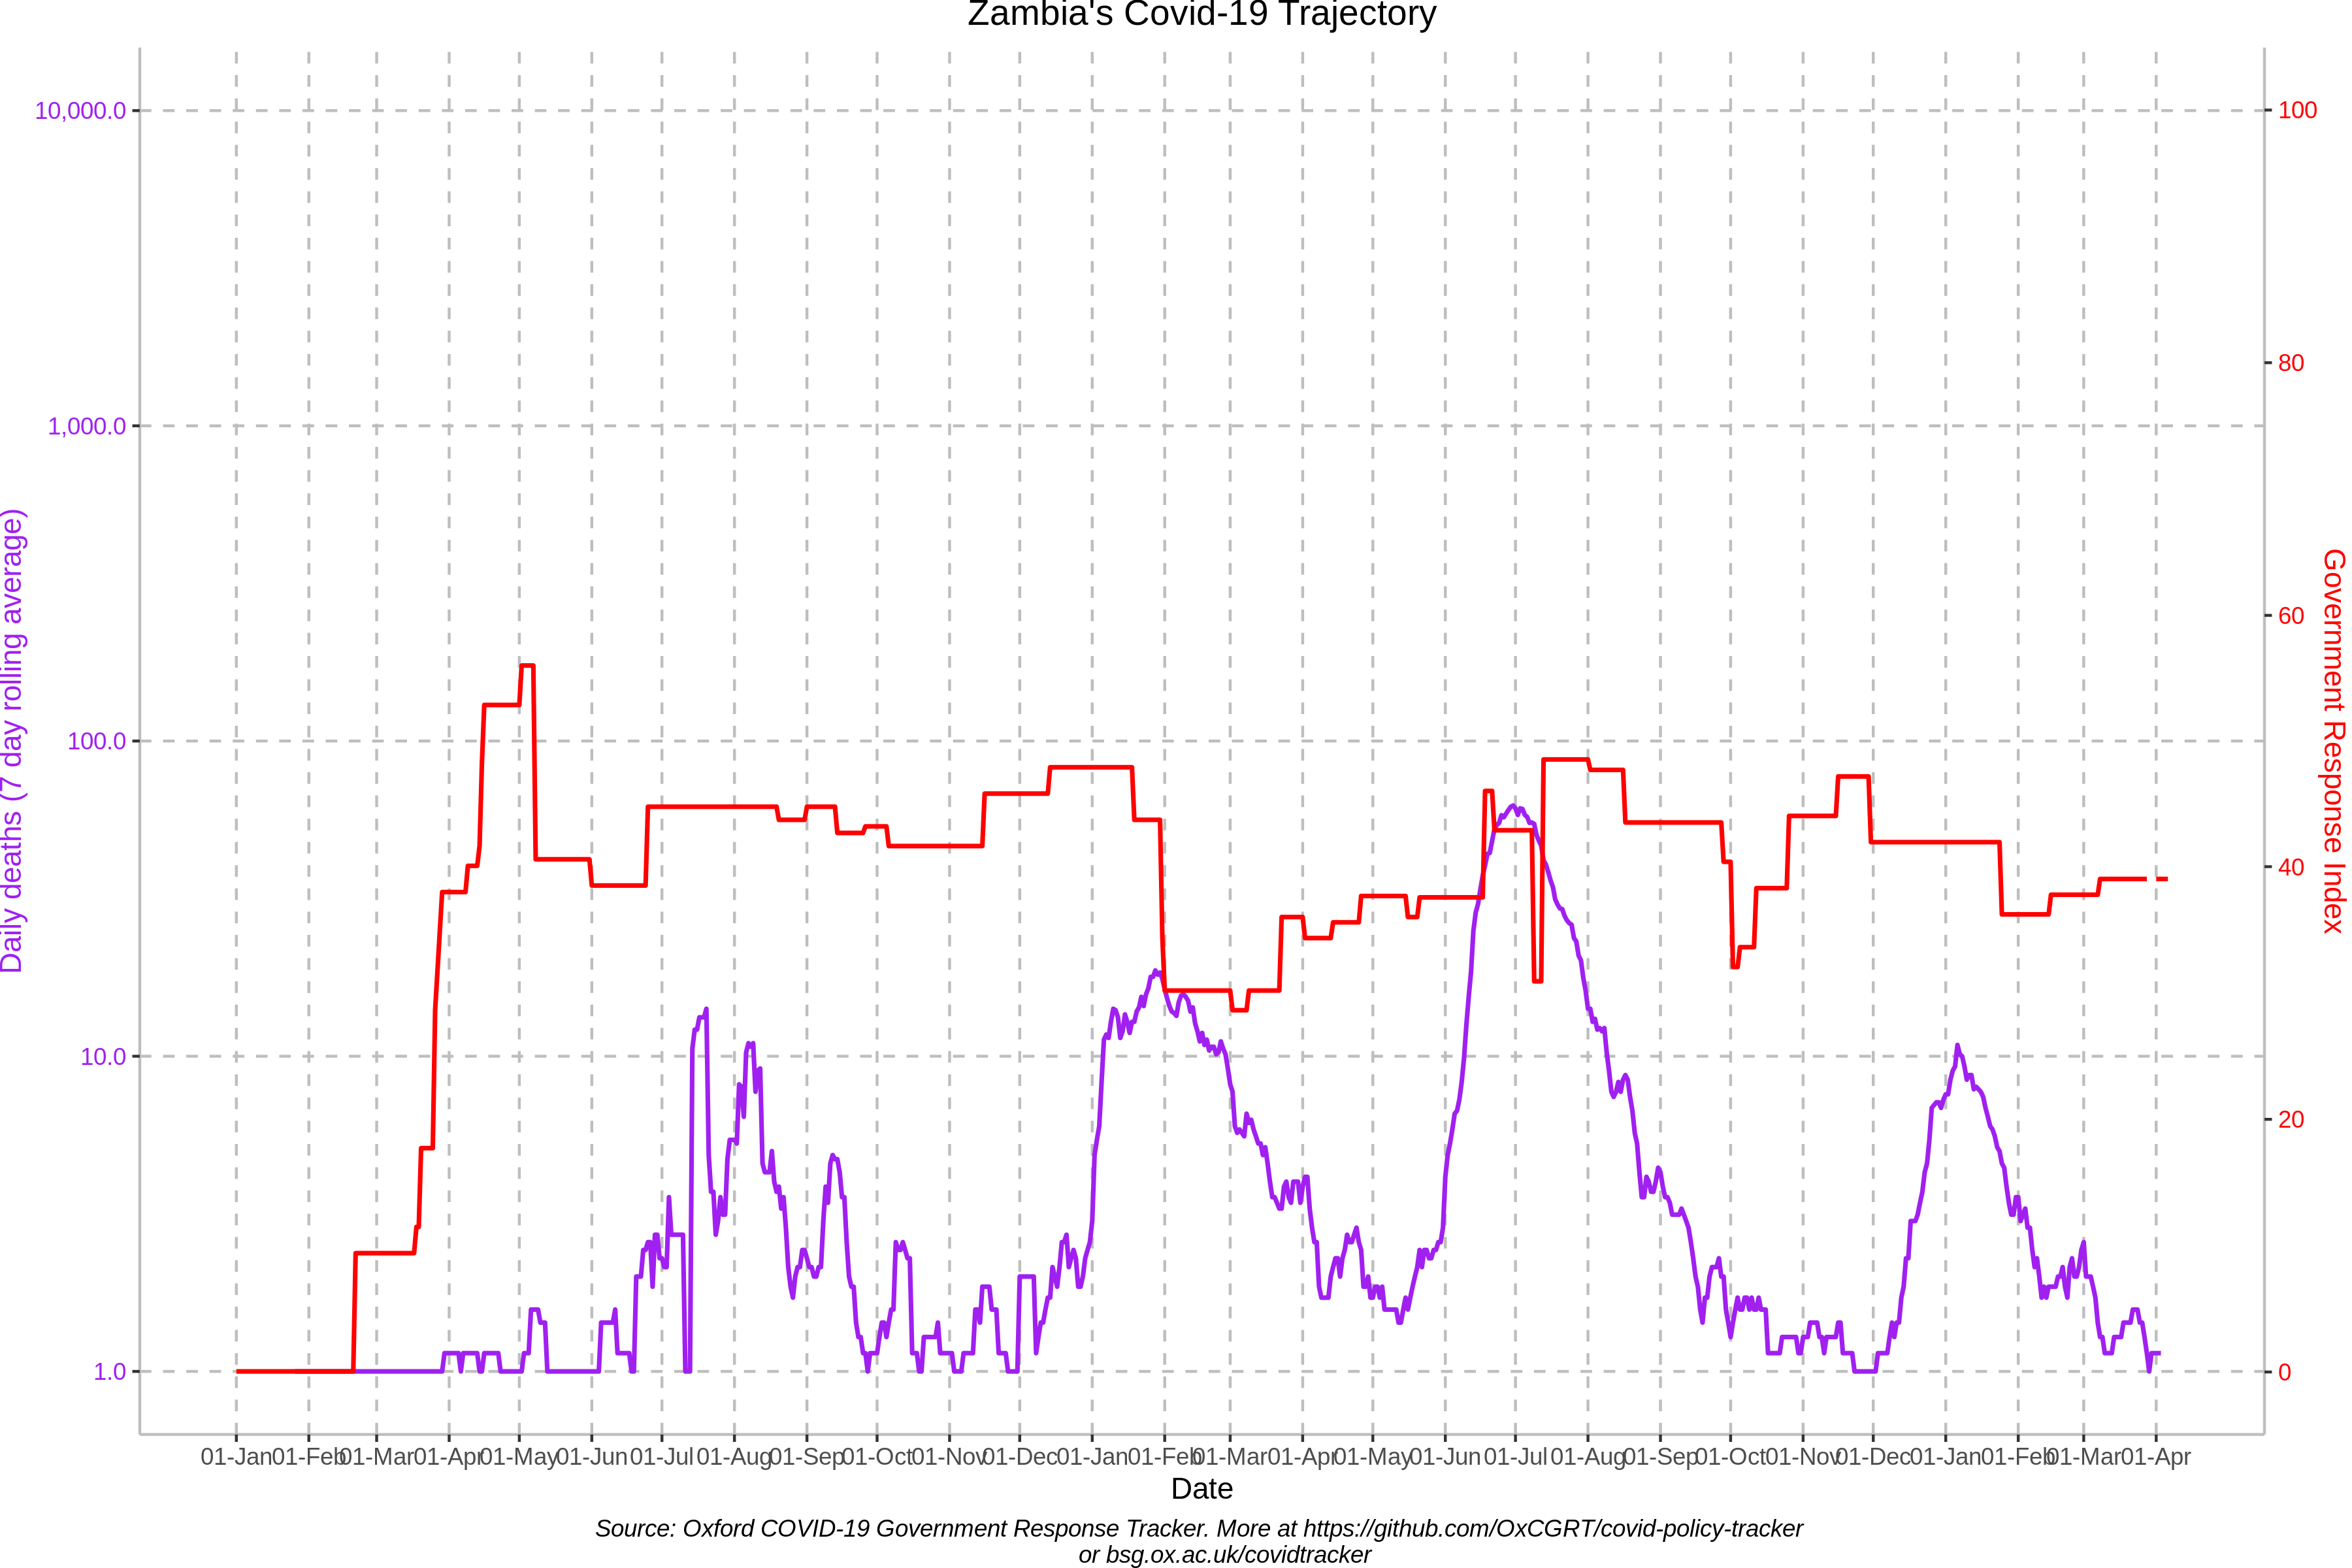 Zambia's Covid-19 Trajectory
10,000.0
1,000.0
100.0
10.0
1.0
Daily deaths (7 day rolling average)
100
80
60
40
20
0
Government Response Index
01-Jan 01-Feb 01-Mar 01-Apr 01-May 01-Jun 01-Jul 01-Aug 01-Sep 01-Oct 01-Nov 01-Dec 01-Jan 01-Feb 01-Mar 01-Apr 01-May 01-Jun 01-Jul 01-Aug 01-Sep 01-Oct 01-Nov 01-Dec 01-Jan 01-Feb 01-Mar 01-Apr
Date
Source: Oxford COVID-19 Government Response Tracker. More at https://github.com/OxCGRT/covid-policy-tracker
or bsg.ox.ac.uk/covidtracker